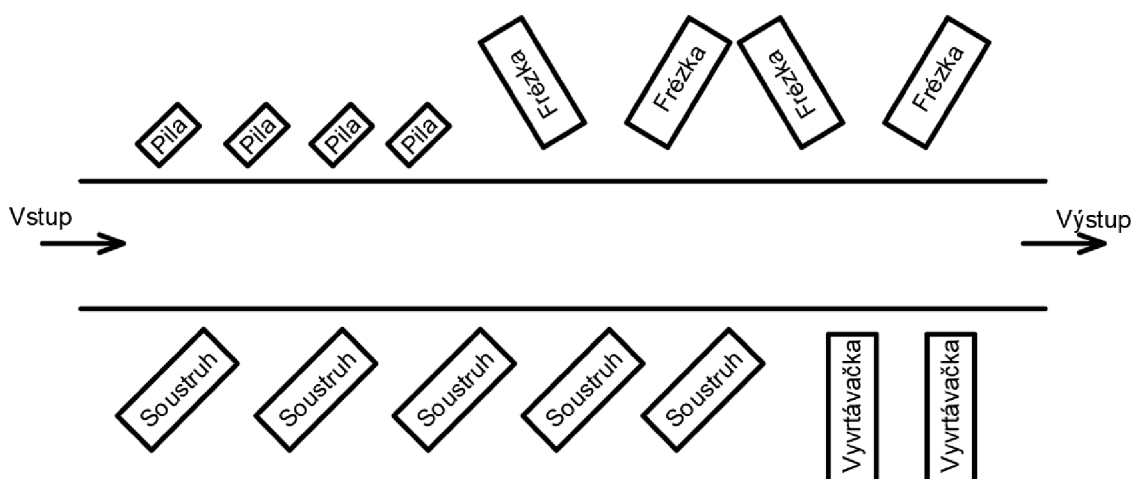 Pila
Pila
Pila
Pila
Frézka
Frézka
Frézka
Frézka
Vstup
Výstup
Soustruh
Soustruh
Soustruh
Soustruh
Soustruh
Vyvrtávačka
Vyvrtávačka